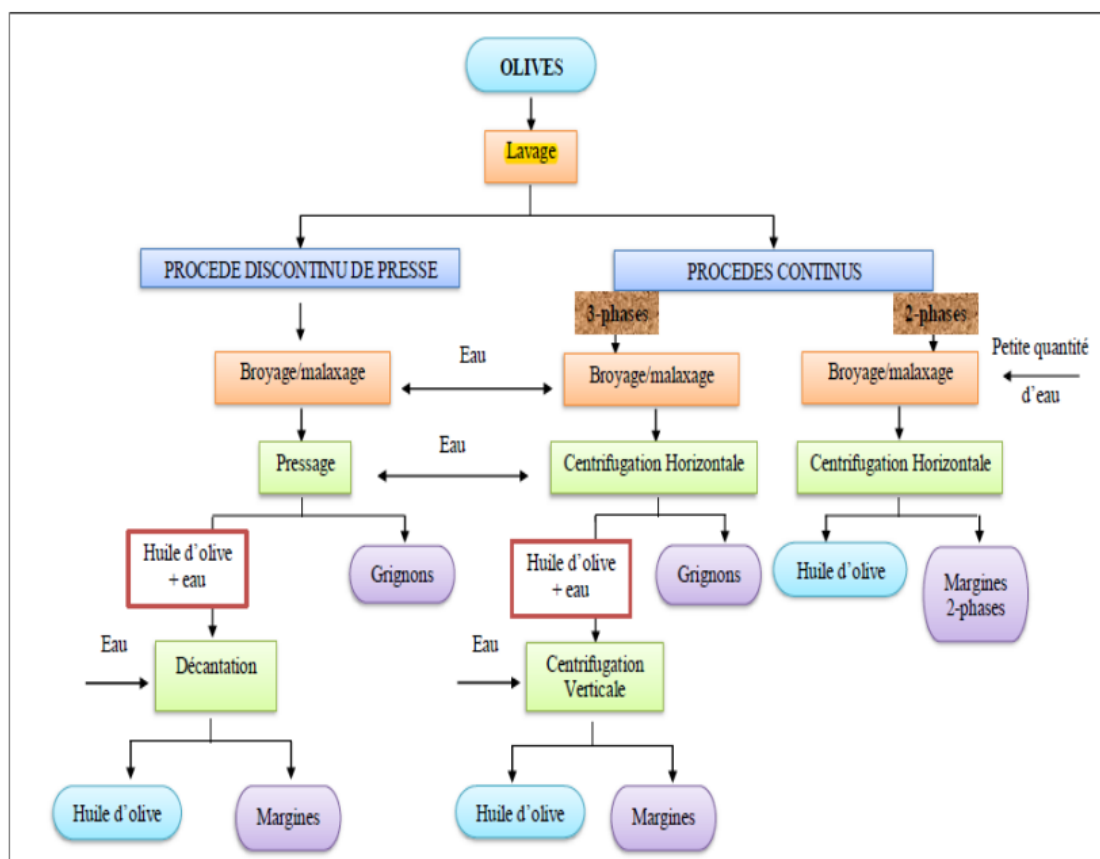 OLIVES
Lavage
PROCEDE DISCONTINU DE PRESSE
PROCEDES CONTINUS
3-phases
2-phases
Broyage/malaxage
Eau
Broyage/malaxage
Broyage/malaxage
Petite quantité
d’eau
Pressage
Eau
Centrifugation Horizontale
Centrifugation Horizontale
Huile d’olive
+ eau
Grignons
Huile d’olive
+ eau
Grignons
Huile d’olive
Margines
2-phases
Eau
Décantation
Eau
Centrifugation
Verticale
Huile d’olive
Margines
Huile d’olive
Margines